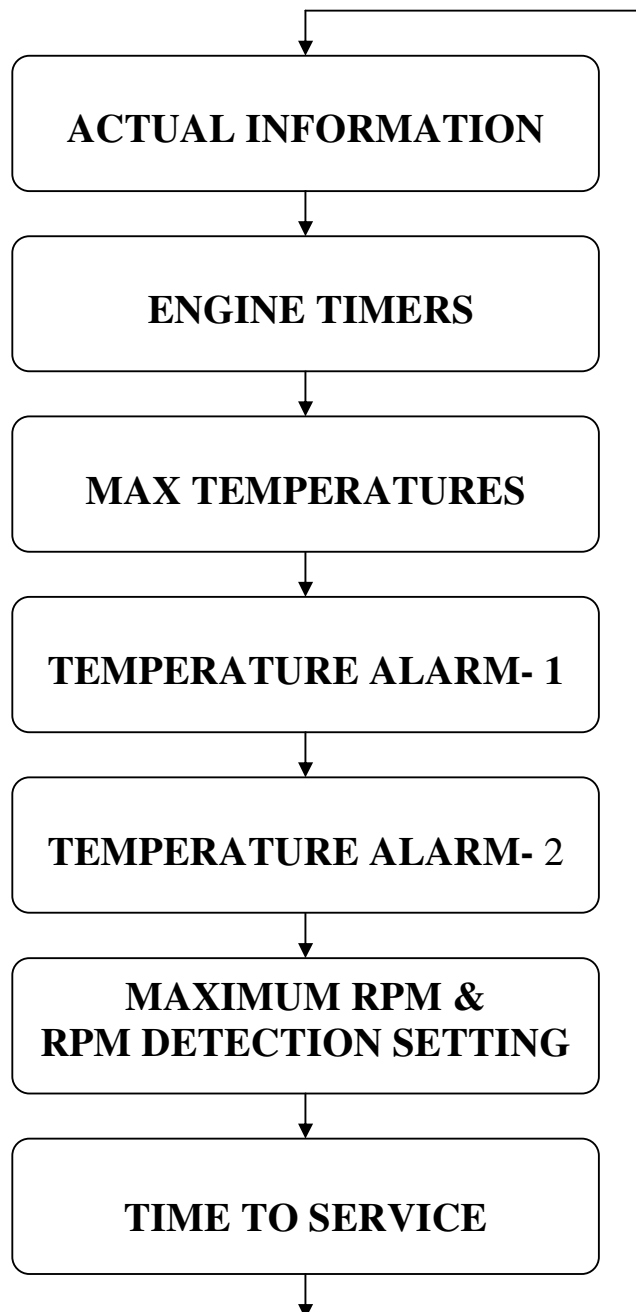 ACTUAL INFORMATION
ENGINE TIMERS
MAX TEMPERATURES
TEMPERATURE ALARM- 1
TEMPERATURE ALARM- 2
MAXIMUM RPM &
RPM DETECTION SETTING
TIME TO SERVICE